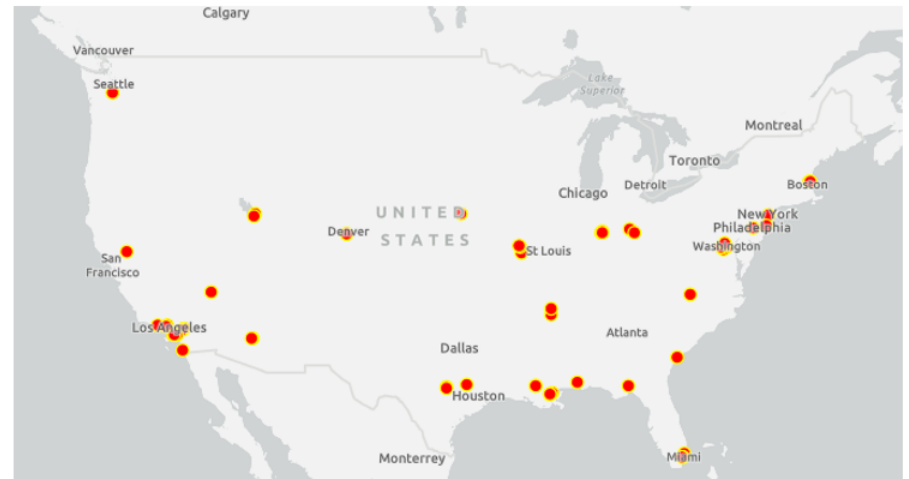 Calgary
Vancouver
Seattle
Lake
Superior
Montreal
Toronto
Detroit
Chicago
Boston
UNITED
STATES
New York
Philadelphia
Denver
Washington
St Louis
San
Francisco
Los Angeles
Atlanta
Dallas
Houston
Monterrey
Miami